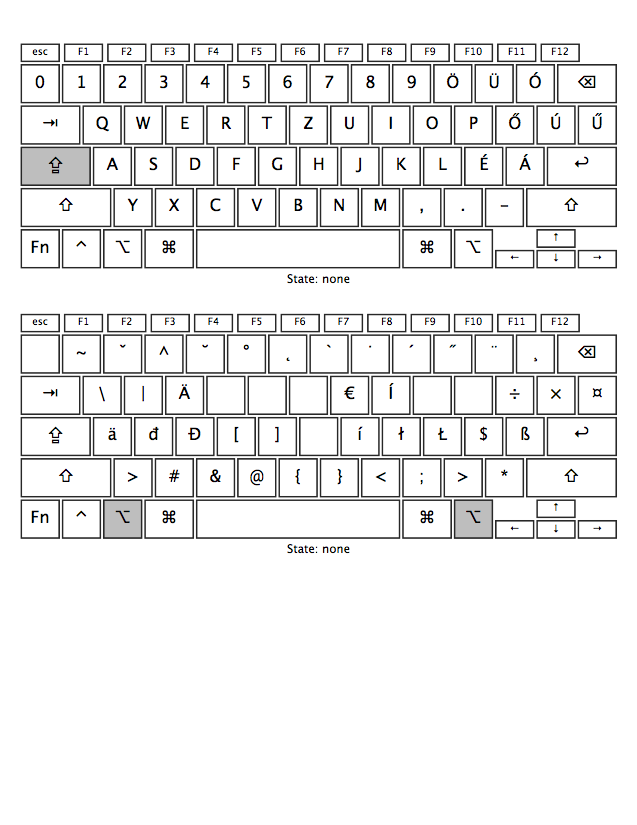 esc F1 F2 F3 F4 F5 F6 F7 F8 F9 F10 F11 F12
0 1 2 3 4 5 6 7 8 9 Ö Ü Ó ⌫
⇥ Q W E R T Z U I O P Ő Ú Ű
⇪ A S D F G H J K L É Á ↩
⇧ Y X C V B N M , . - ⇧
Fn ^ ⌥ ⌘ ⌘ ⌥ ← ↑ ↓ →
State: none
esc F1 F2 F3 F4 F5 F6 F7 F8 F9 F10 F11 F12
~ ˇ ^ ˘ ° ˛ ` ˙ ´ ˝ ¨ ¸ ⌫
⇥ \ | Ä € Í ÷ × ¤
⇪ ä đ Đ [ ] í ł Ł $ ß ↩
⇧ > # & @ { } < ; > * ⇧
Fn ^ ⌥ ⌘ ⌘ ⌥ ← ↑ ↓ →
State: none